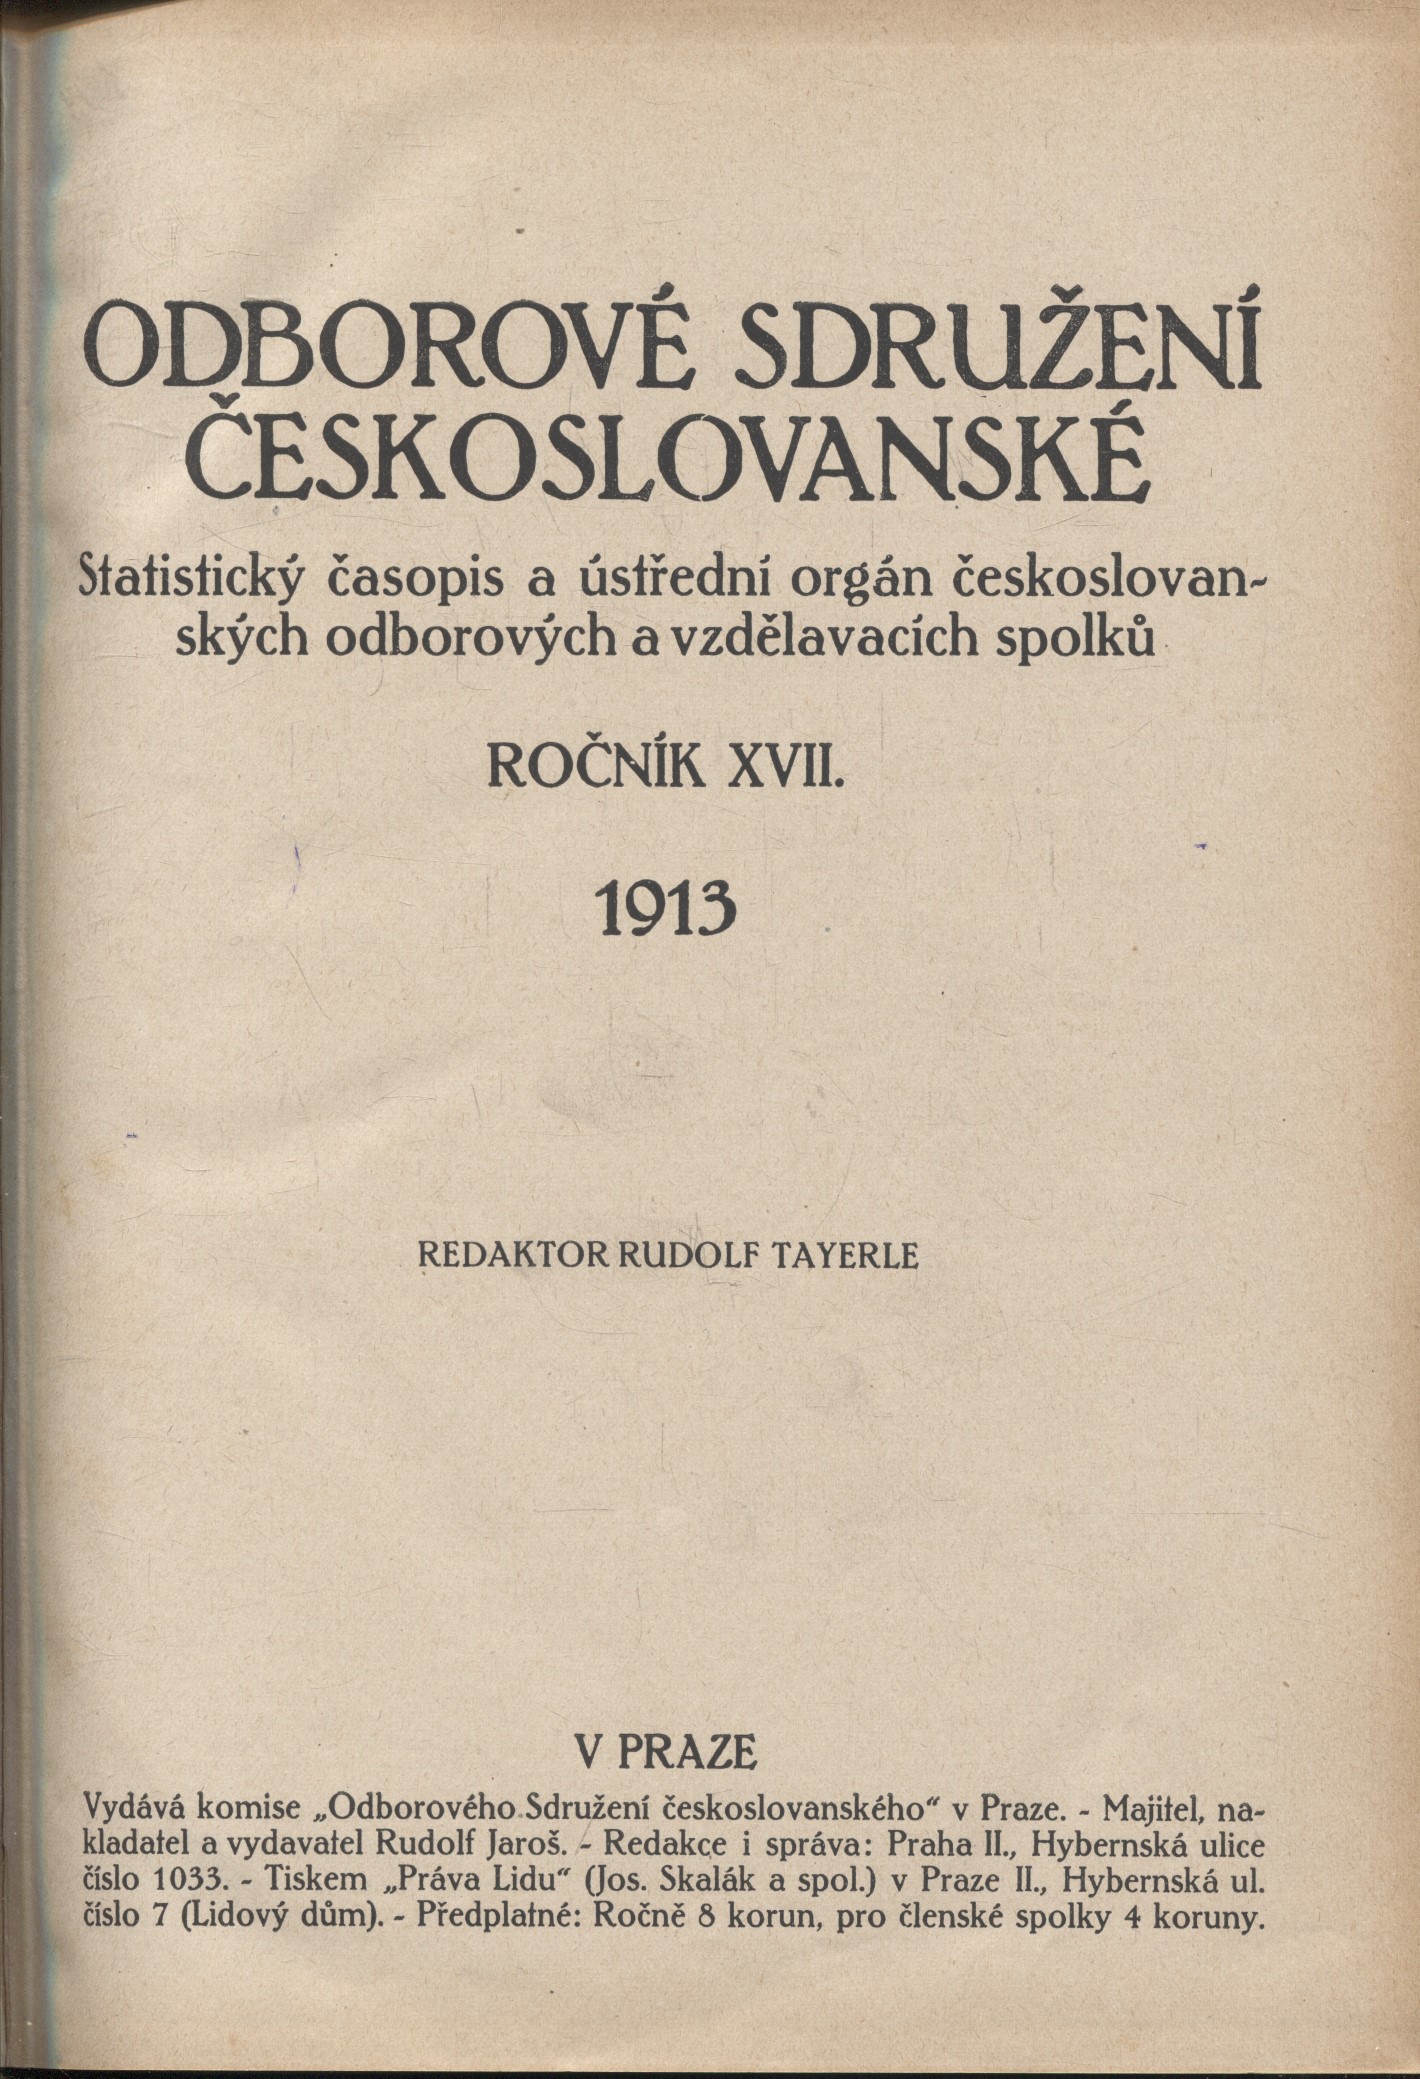 ODBOROVÉ SDRUŽENÍ
ČESKOSLOVANSKÉ
Statistický časopis a ústřední orgán českoslovan-
ských odborových a vzdělavacích spolků
ROČNÍK XVII.
1913
REDAKTOR RUDOLF TAYERLE
V PRAZE
Vydává komise „Odborového Sdružení českoslovanského“ v Praze. - Majitel, na-
kladatel a vydavatel Rudolf Jaroš. - Redakce i správa: Praha II., Hybernská ulice
číslo 1033. - Tiskem „Práva Lidu“ (Jos. Skalák a spol.) v Praze II., Hybernská ul.
číslo 7 (Lidový dům). - Předplatné: Ročně 8 korun, pro členské spolky 4 koruny.